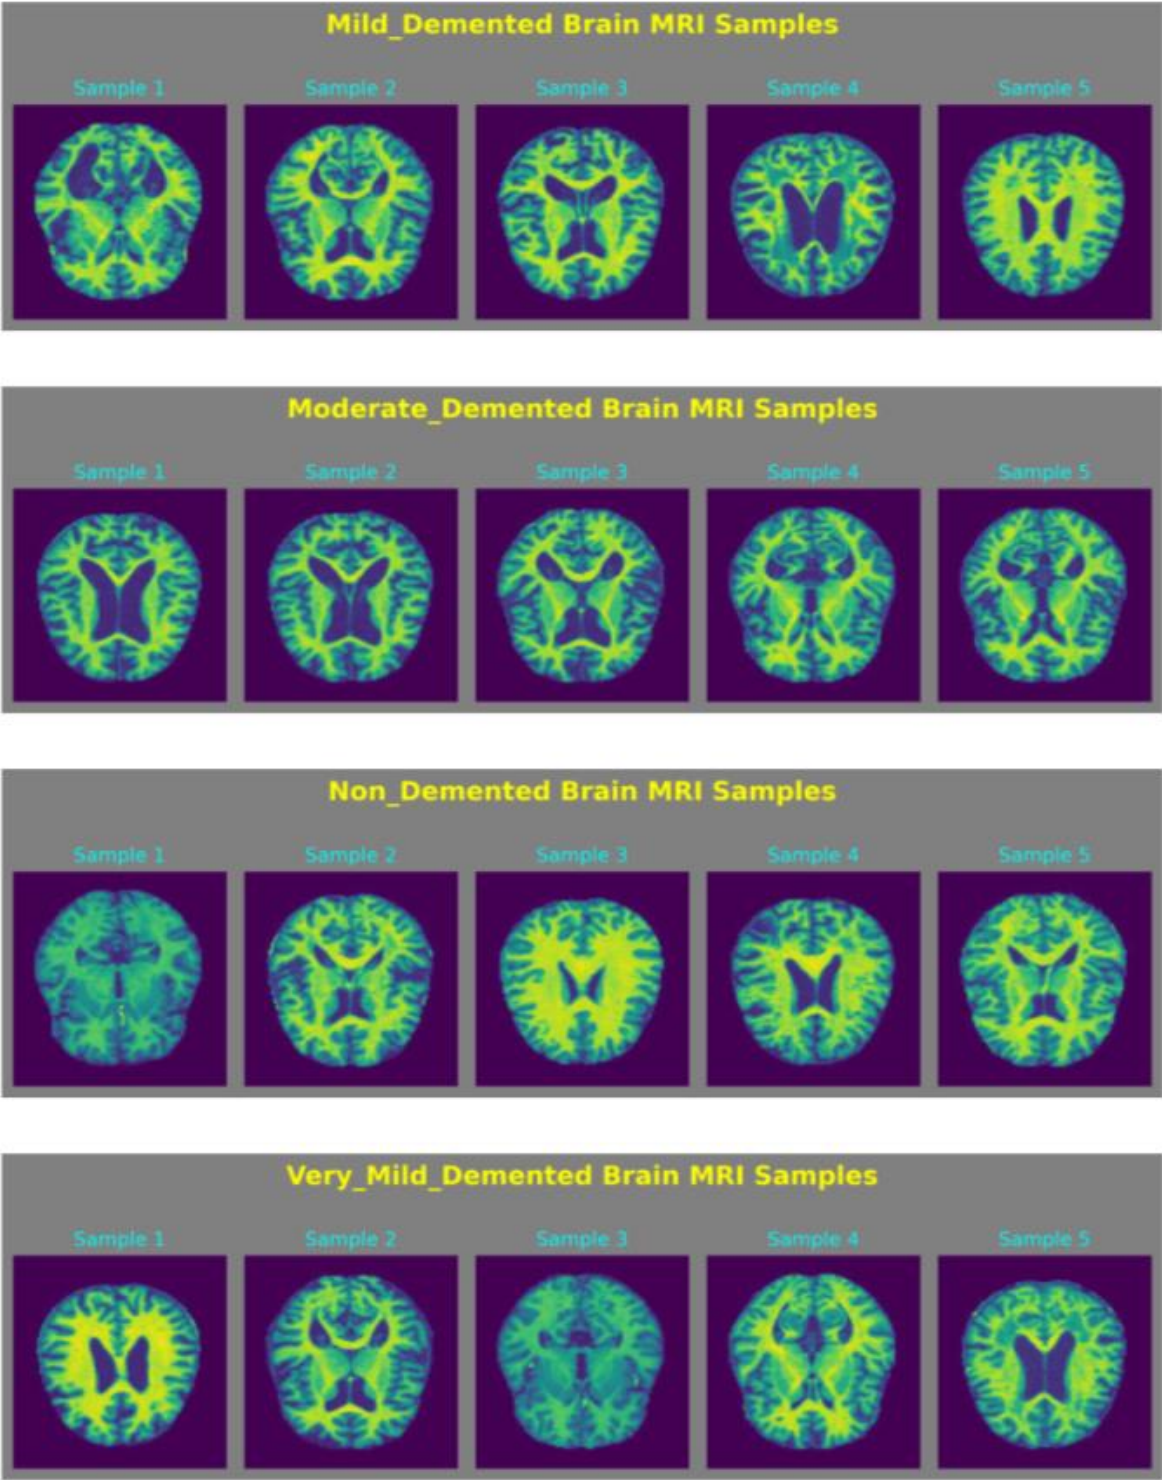 Mild_Demented Brain MRI Samples
Sample 1 Sample 2 Sample 3 Sample 4 Sample 5
Moderate_Demented Brain MRI Samples
Sample 1 Sample 2 Sample 3 Sample 4 Sample 5
Non_Demented Brain MRI Samples
Sample 1 Sample 2 Sample 3 Sample 4 Sample 5
Very_Mild_Demented Brain MRI Samples
Sample 1 Sample 2 Sample 3 Sample 4 Sample 5